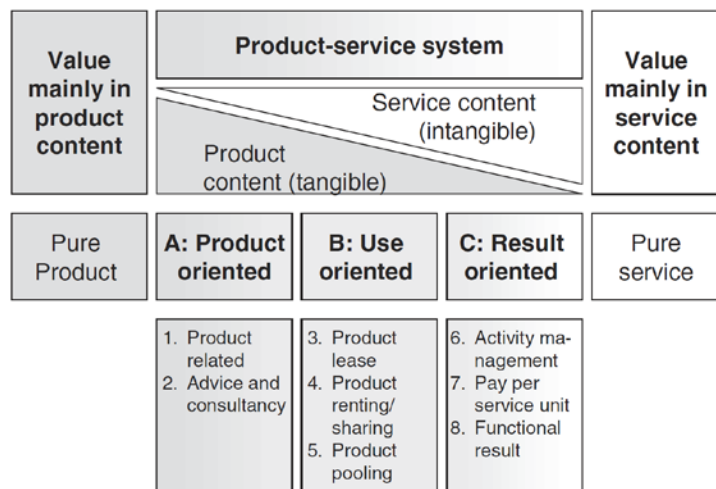 Value
mainly in
product
content
Product-service system
Service content
(intangible)
Product
content (tangible)
Value
mainly in
service
content
Pure
Product
A: Product
oriented
B: Use
oriented
C: Result
oriented
Pure
service
1. Product
related
2. Advice and
consultancy
3. Product
lease
4. Product
renting/
sharing
5. Product
pooling
6. Activity ma-
nagement
7. Pay per
service unit
8. Functional
result